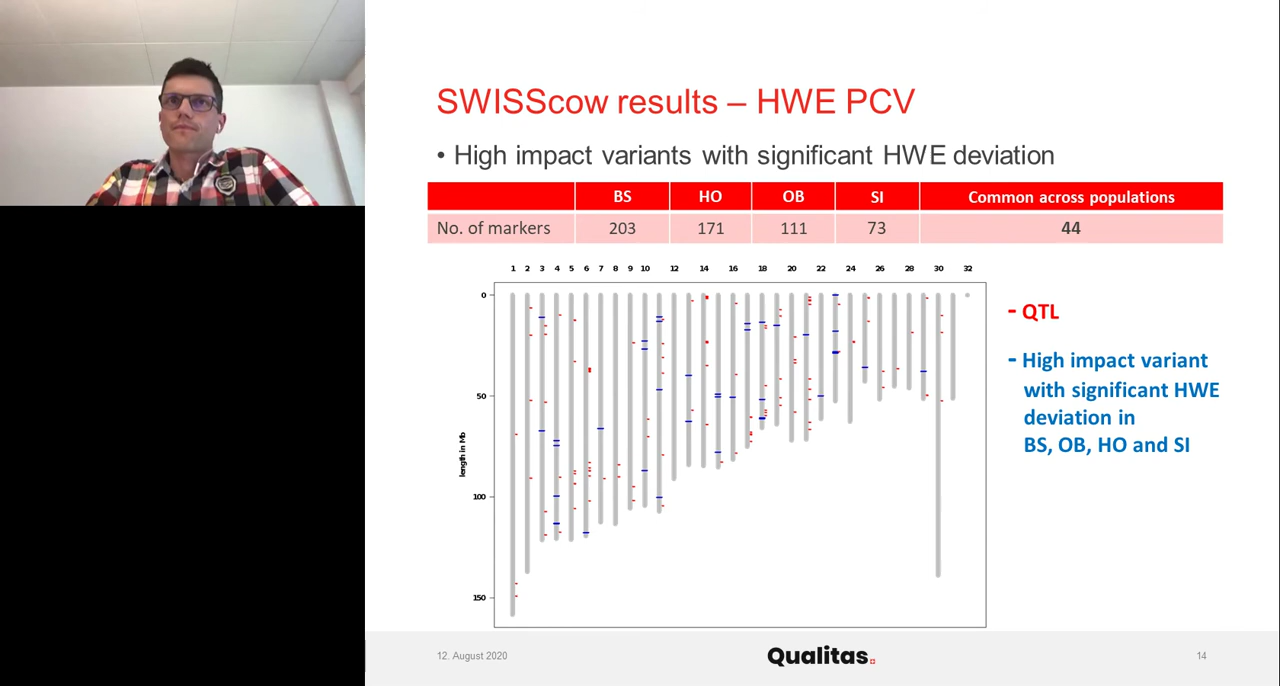 SWISScow results – HWE PCV
• High impact variants with significant HWE deviation
BS HO OB SI Common across populations
No. of markers 203 171 111 73 44
1 2 3 4 5 6 7 8 9 10 12 14 16 18 20 22 24 26 28 30 32
0
50
100
150
length in Mb
- QTL
- High impact variant
with significant HWE
deviation in
BS, OB, HO and SI
12. August 2020
Qualitas.
14